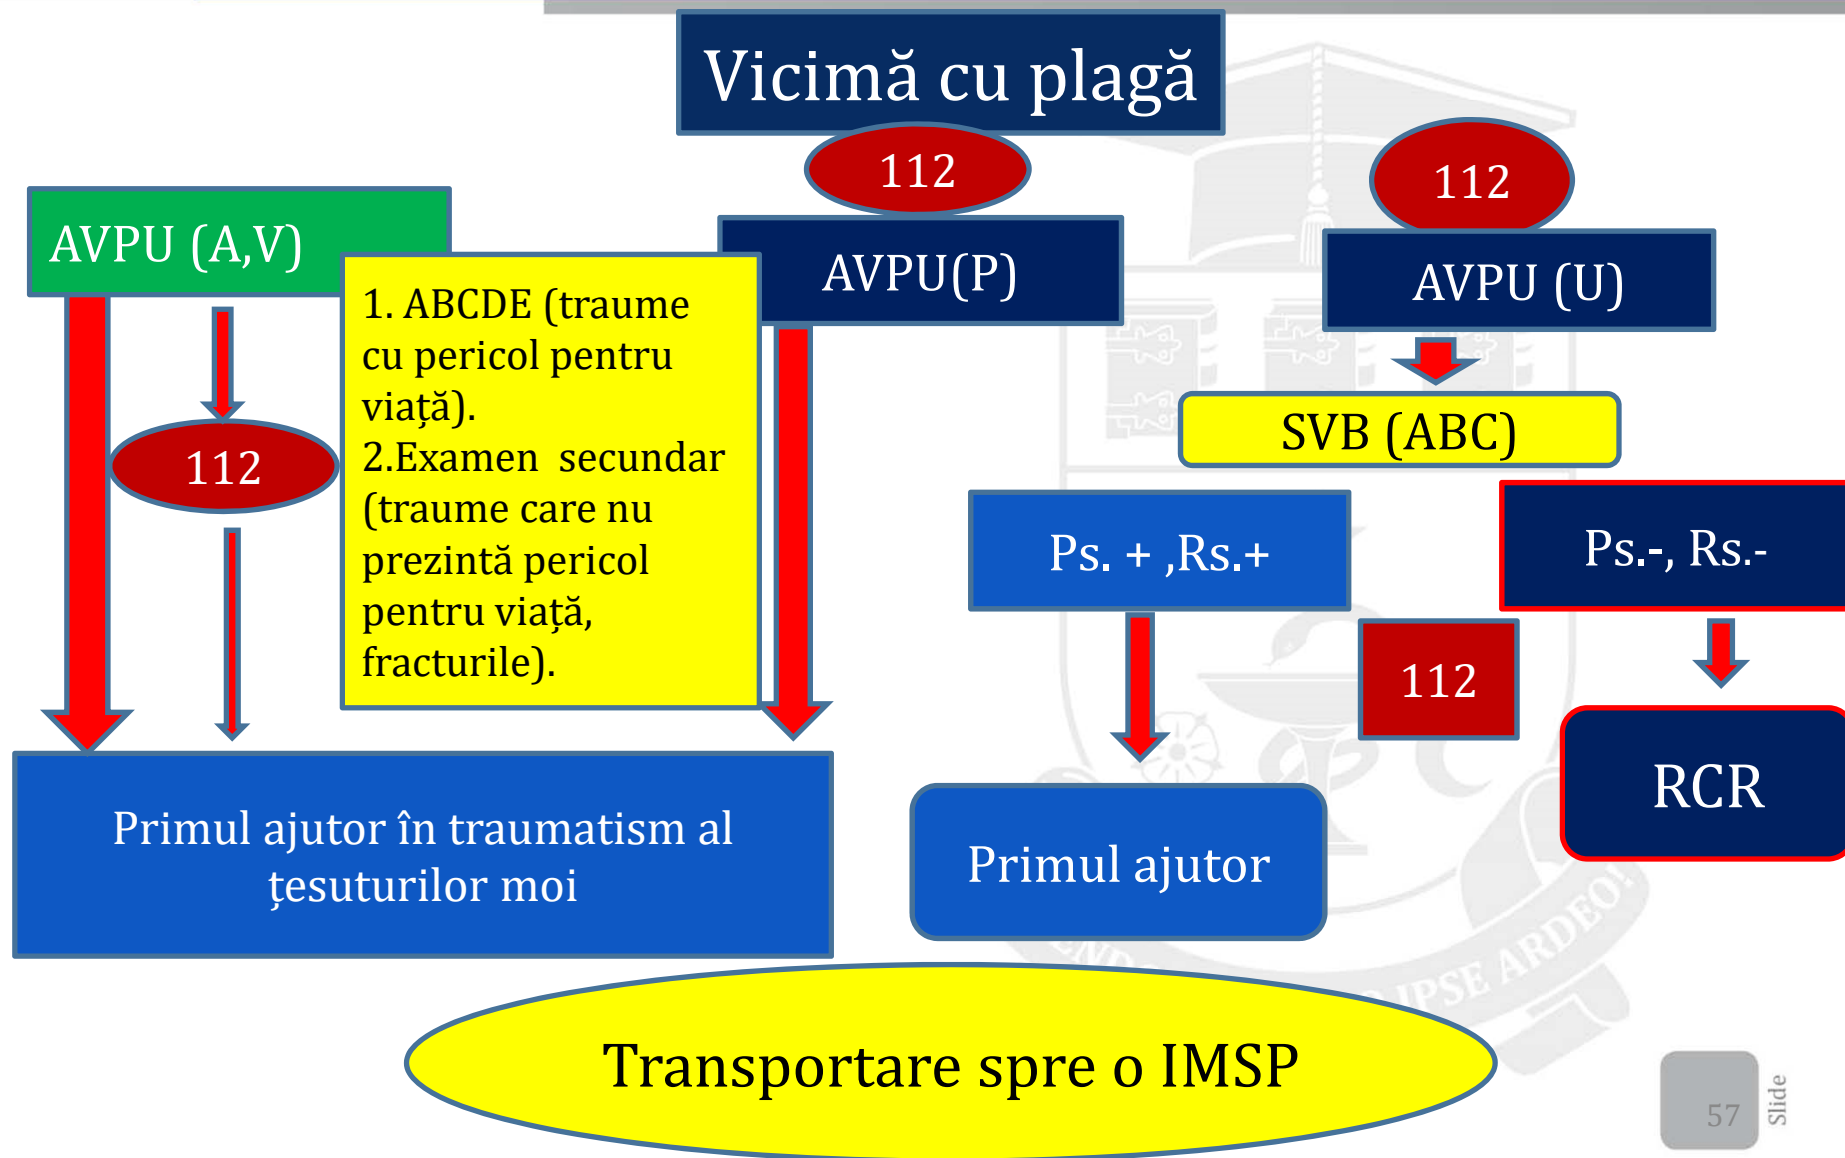 Vicimă cu plagă
112
112
AVPU (A,V)
AVPU(P)
AVPU (U)
1. ABCDE (traume
cu pericol pentru
viață).
2.Examen secundar
(traume care nu
prezintă pericol
pentru viață,
fracturile).
112
SVB (ABC)
Ps. + ,Rs.+
Ps.-, Rs.-
112
RCR
Primul ajutor în traumatism al
țesuturilor moi
Primul ajutor
IPSE ARDEO!
Transportare spre o IMSP
57
Slide